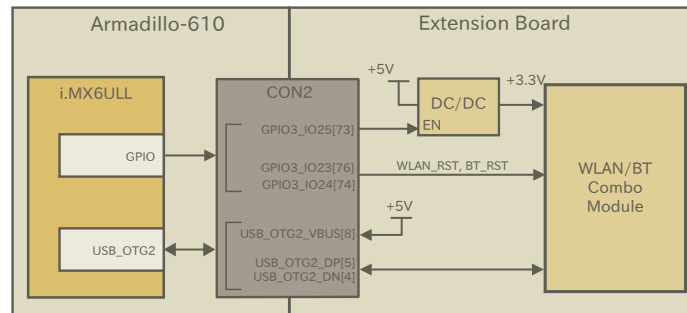 Armadillo-610
Extension Board
i.MX6ULL
CON2
+5V
DC/DC
+3.3V
EN
GPIO
GPIO3_IO25[73]
GPIO3_IO23[76]
GPIO3_IO24[74]
WLAN_RST, BT_RST
WLAN/BT
Combo
Module
+5V
USB_OTG2
USB_OTG2_VBUS[8]
USB_OTG2_DP[5]
USB_OTG2_DN[4]